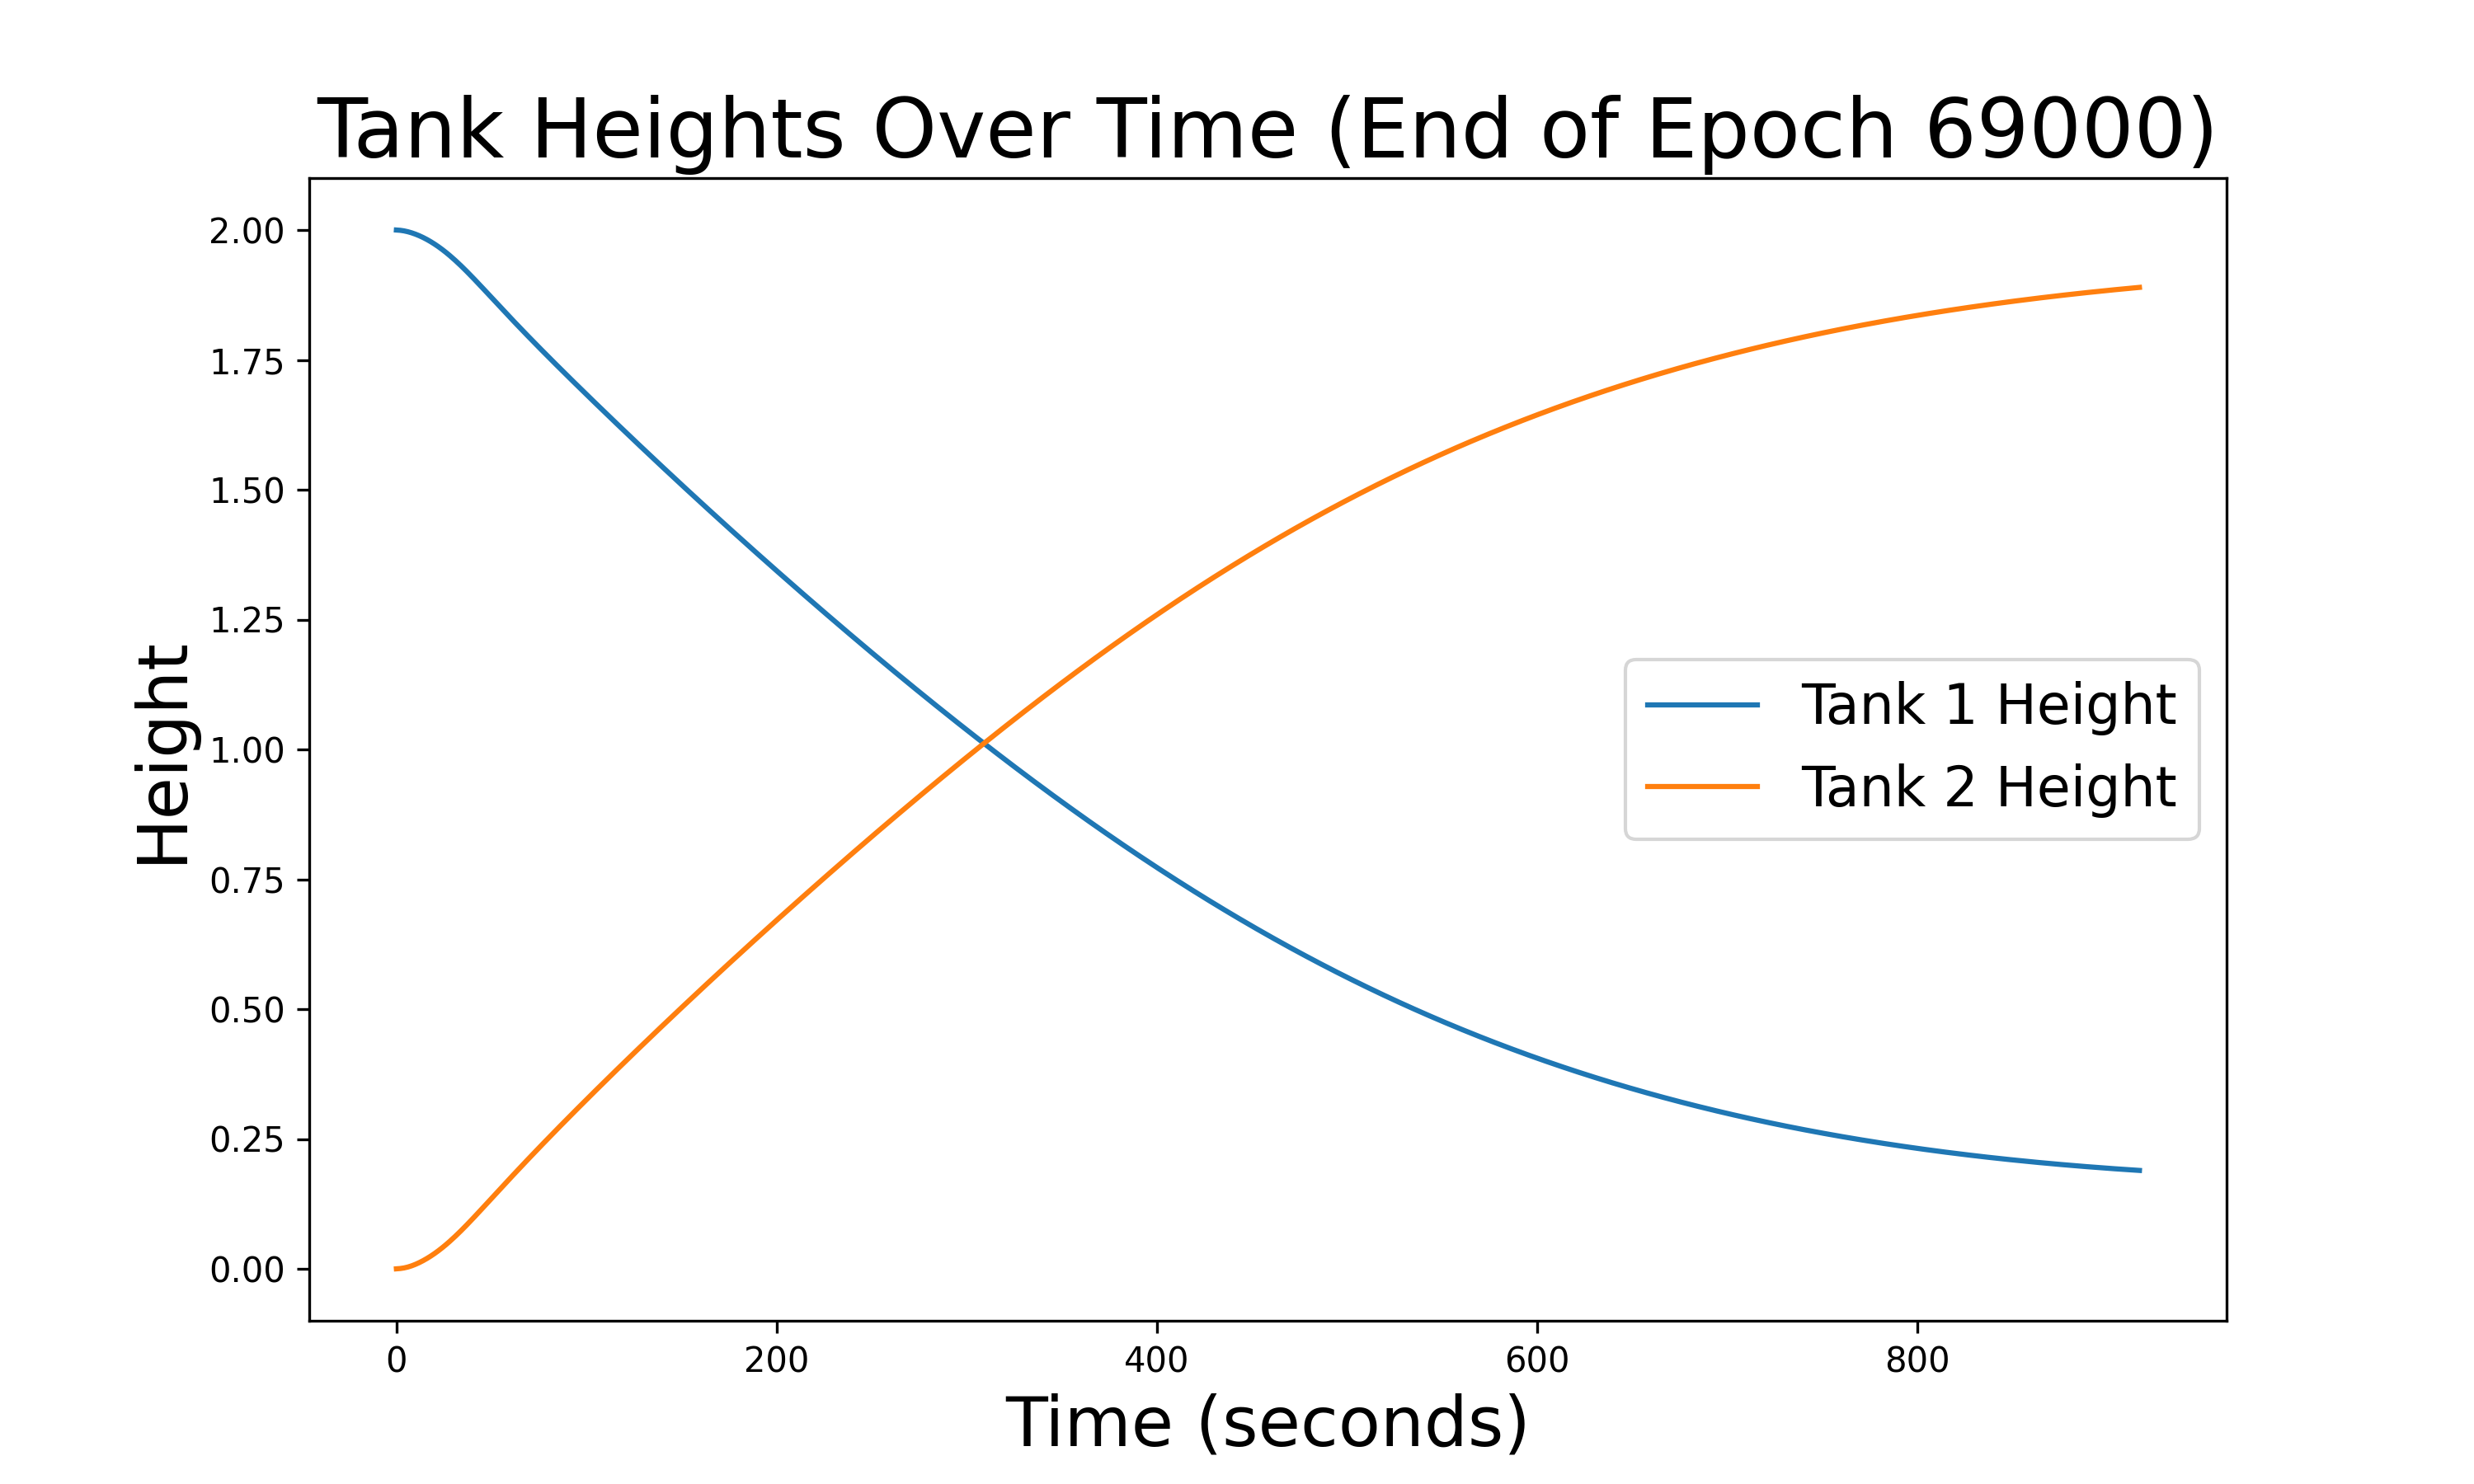 Tank Heights Over Time (End of Epoch 69000)
2.00
1.75
1.50
1.25
1.00
0.75
0.50
0.25
0.00
Height
Tank 1 Height
Tank 2 Height
0 200 400 600 800
Time (seconds)